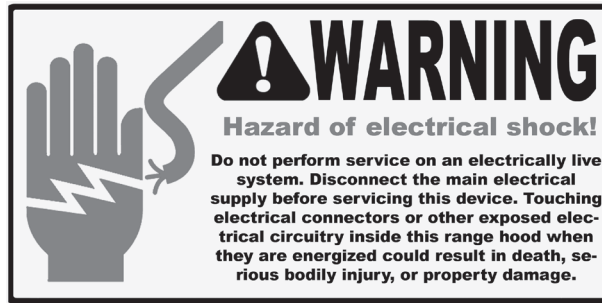 WARNING
Hazard of electrical shock!
Do not perform service on an electrically live
system. Disconnect the main electrical
supply before servicing this device. Touching
electrical connectors or other exposed elec-
trical circuitry inside this range hood when
they are energized could result in death, se-
rious bodily injury, or property damage.